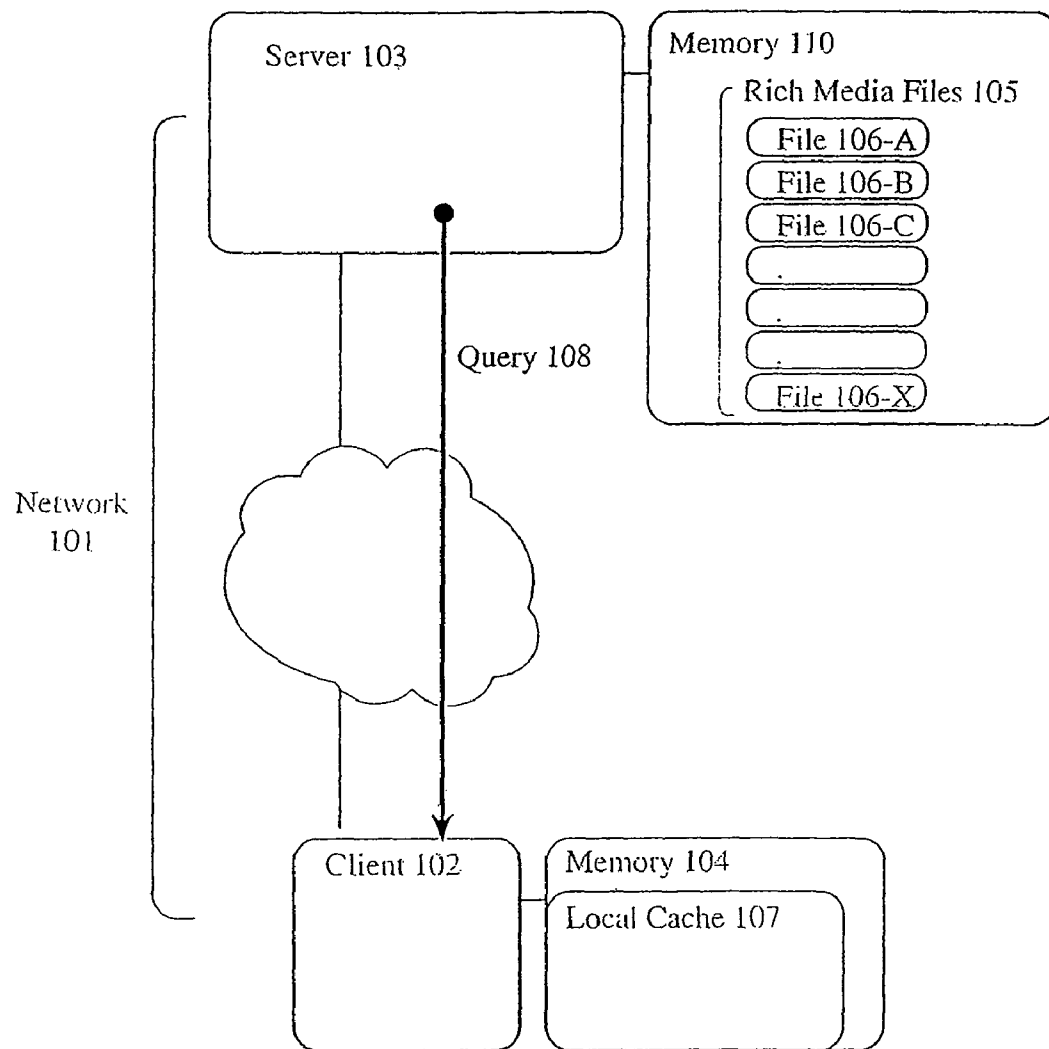 Server 103
Memory 110
Rich Media Files 105
File 106-A
File 106-B
File 106-C
.
.
.
File 106-X
Query 108
Network
101
Client 102
Memory 104
Local Cache 107